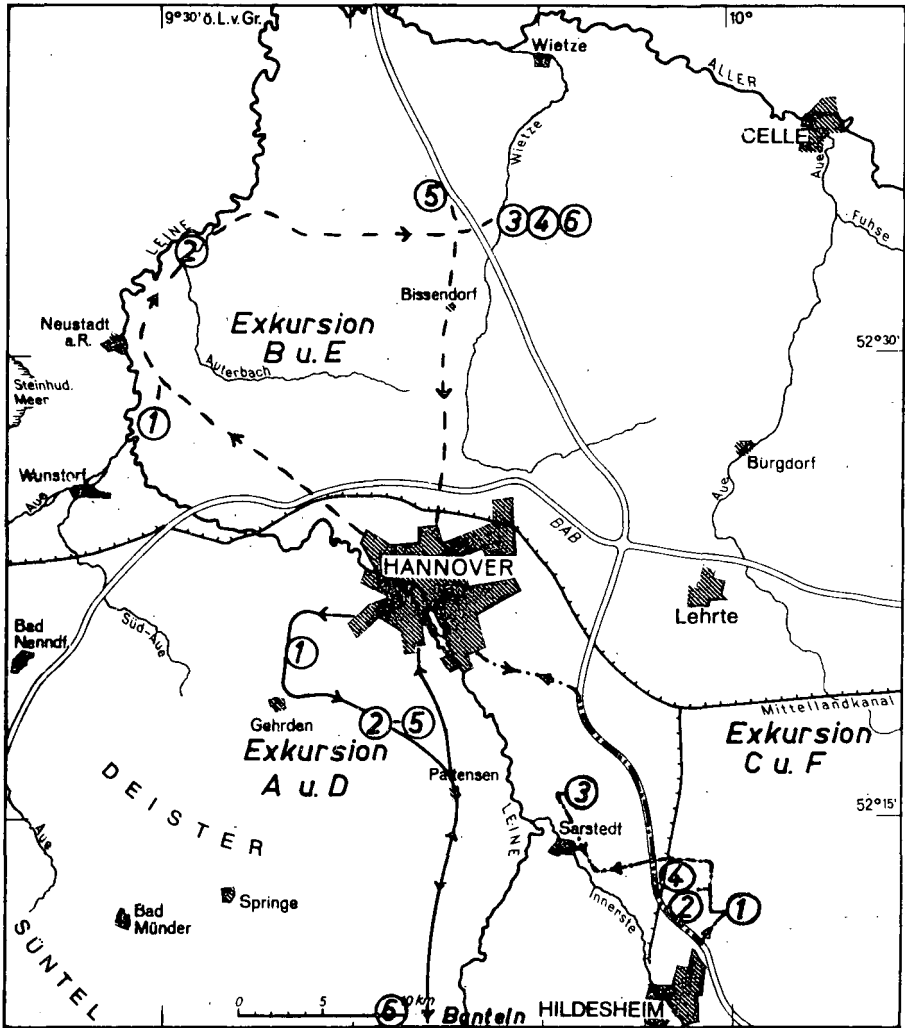 9°30' ö.L.v.Gr.
10°
Wietze
ALLER
CELLE
Wietze
Aue
Fuhse
5
3 4 6
LEINE
2
Bissendorf
Neustadt
a.R.
Exkursion
B u. E
52°30'
Steinhud.
Meer
Auterbach
1
Wunstorf
Burgdorf
Aue
Aue
BAB
HANNOVER
Lehrte
Bad
Nenndf.
Süd-Aue
1
Gehrden
2-5
Mittellandkanal
Exkursion
A u. D
Exkursion
C u. F
Pattensen
DEISTER
LEINE
3
52°15'
Sarstedt
Aue
4
2
1
Innerste
Springe
Bad
Münder
SÜNTEL
0 5 10 km
6
Banteln
HILDESHEIM